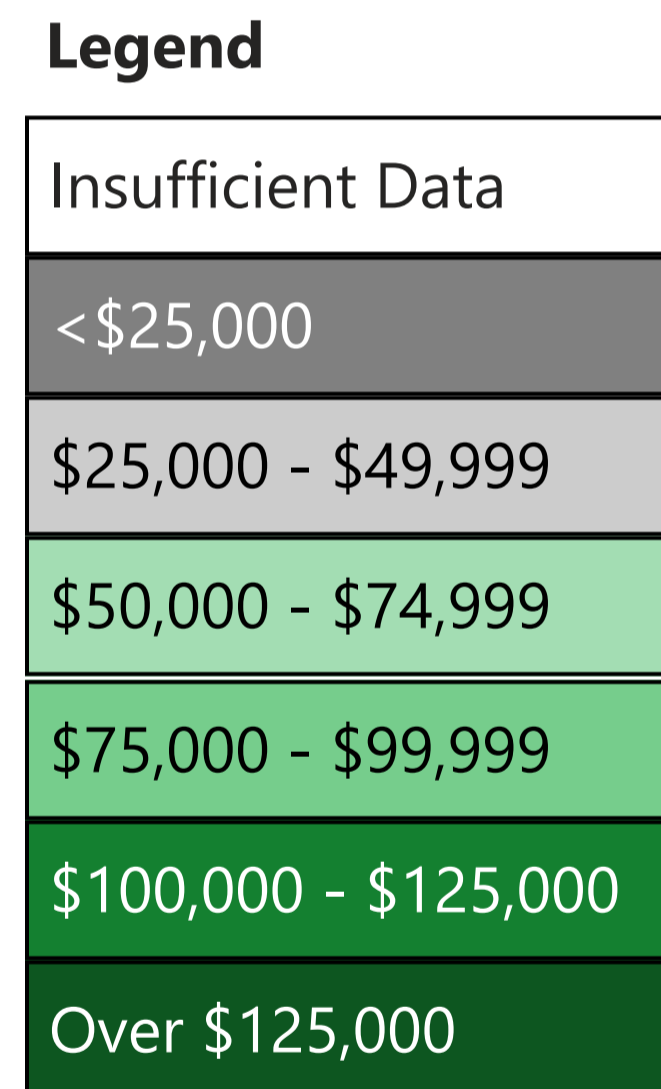 Legend
Insufficient Data
<$25,000
$25,000 - $49,999
$50,000 - $74,999
$75,000 - $99,999
$100,000 - $125,000
Over $125,000